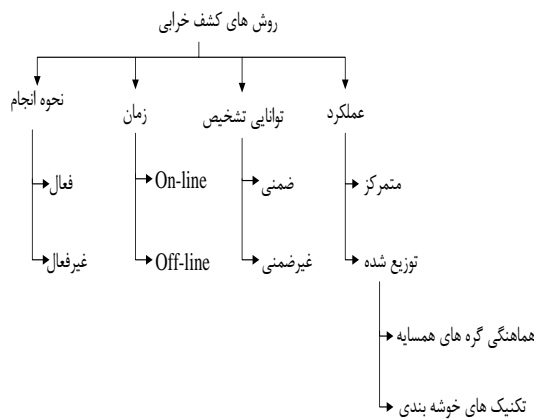 روش های کشف خرابی
عملکرد
توانایی تشخیص
زمان
نحوه انجام
متمرکز
ضمنی
On-line
فعال
توزیع شده
غیرضمنی
Off-line
غیرفعال
هماهنگی گره های همسایه
تکنیک های خوشه بندی